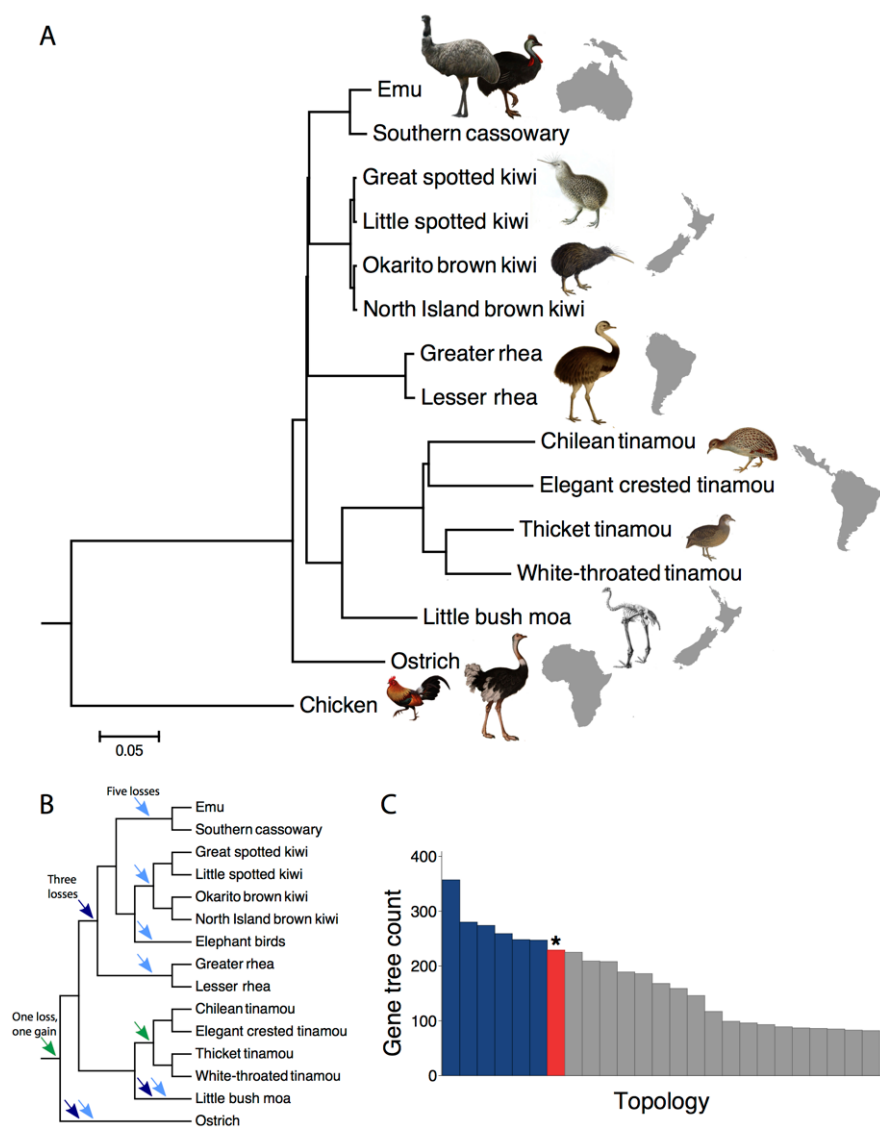 A
Emu
Southern cassowary
Great spotted kiwi
Little spotted kiwi
Okarito brown kiwi
North Island brown kiwi
Greater rhea
Lesser rhea
Chilean tinamou
Elegant crested tinamou
Thicket tinamou
White-throated tinamou
Little bush moa
Ostrich
Chicken
0.05
B
Five losses
Emu
Southern cassowary
Great spotted kiwi
Little spotted kiwi
Three
losses
Okarito brown kiwi
North Island brown kiwi
Elephant birds
Greater rhea
Lesser rhea
One loss,
one gain
Chilean tinamou
Elegant crested tinamou
Thicket tinamou
White-throated tinamou
Little bush moa
Ostrich
C
Gene tree count
400
300
200
100
0
*
Topology